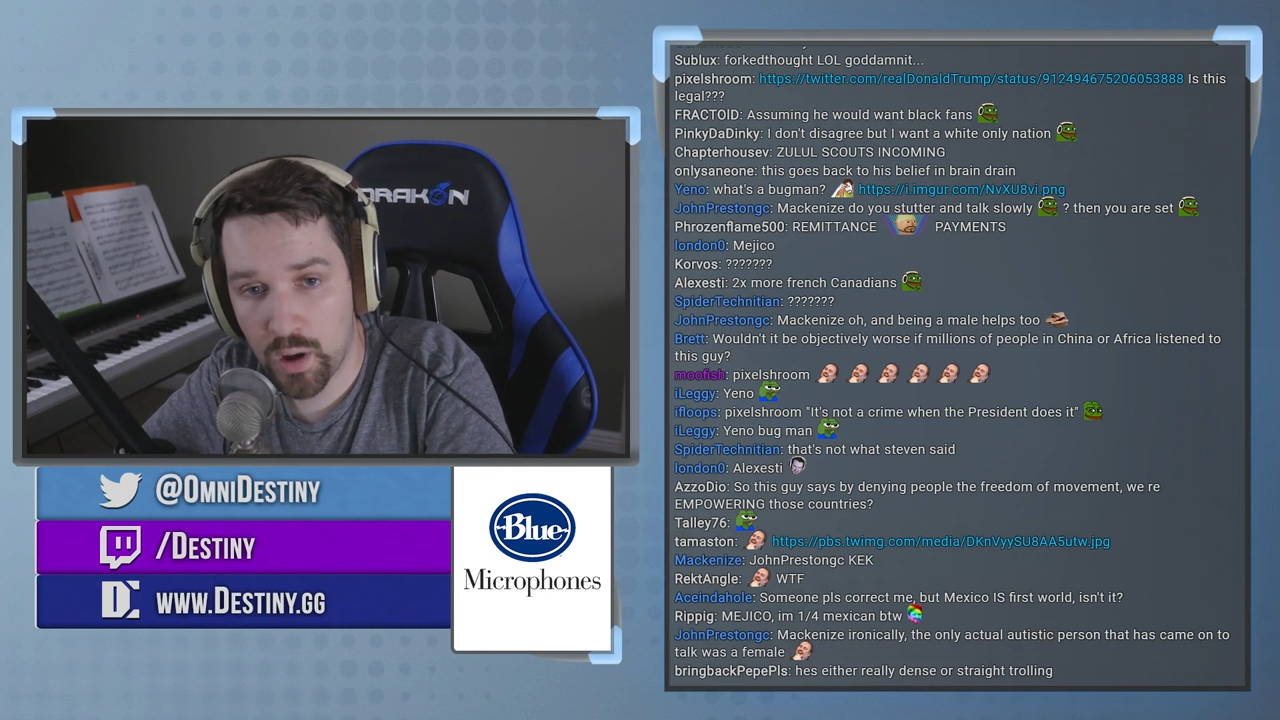 DRAKON
@OmniDestiny
/Destiny
www.Destiny.gg
Blue
Microphones
Sublux: forkedthought LOL goddamnit...
pixelshroom: https://twitter.com/realDonaldTrump/status/912494675206053888 Is this
legal???
FRACTOID: Assuming he would want black fans
PinkyDaDinky: I don't disagree but I want a white only nation
Chapterhousev: ZULUL SCOUTS INCOMING
onlysaneone: this goes back to his belief in brain drain
Yeno: what's a bugman? https://i.imgur.com/NvXU8vi.png
JohnPrestongc: Mackenize do you stutter and talk slowly ? then you are set
Phrozenflame500: REMITTANCE PAYMENTS
london0: Mejico
Korvos: ???????
Alexesti: 2x more french Canadians
SpiderTechnitian: ???????
JohnPrestongc: Mackenize oh, and being a male helps too
Brett: Wouldn't it be objectively worse if millions of people in China or Africa listened to
this guy?
moofish: pixelshroom
iLeggy: Yeno
ifloops: pixelshroom "It's not a crime when the President does it"
iLeggy: Yeno bug man
SpiderTechnitian: that's not what steven said
london0: Alexesti
AzzoDio: So this guy says by denying people the freedom of movement, we re
EMPOWERING those countries?
Talley76:
tamaston: https://pbs.twimg.com/media/DKnVyySU8AA5utw.jpg
Mackenize: JohnPrestongc KEK
RektAngle: WTF
Aceindahole: Someone pls correct me, but Mexico IS first world, isn't it?
Rippig: MEJICO, im 1/4 mexican btw
JohnPrestongc: Mackenize ironically, the only actual autistic person that has came on to
talk was a female
bringbackPepePls: hes either really dense or straight trolling